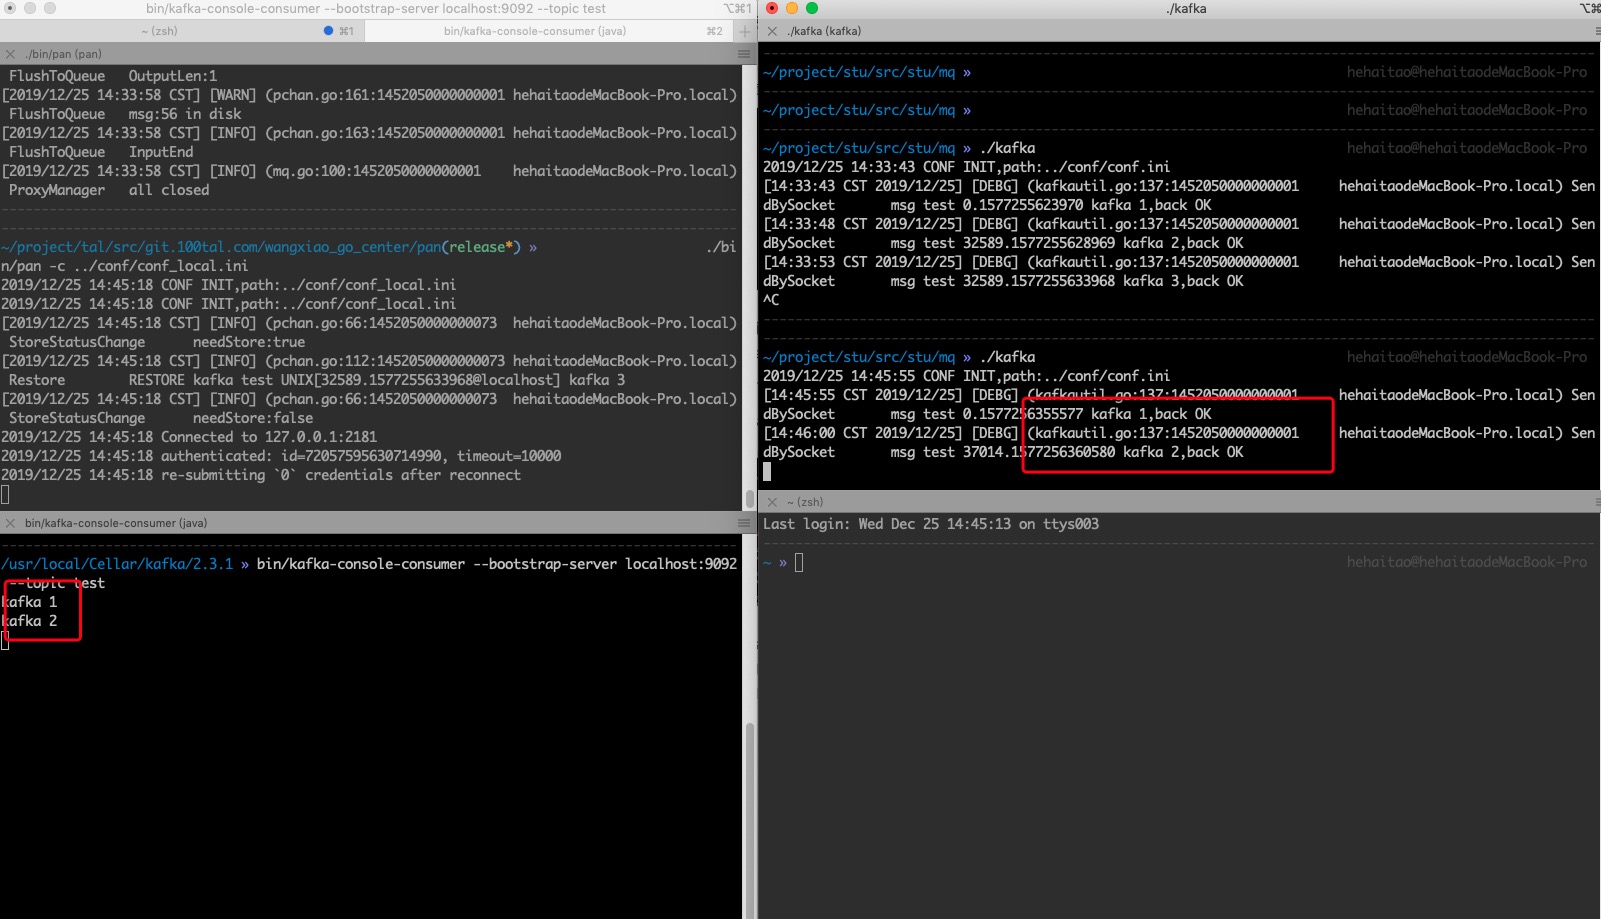 bin/kafka-console-consumer --bootstrap-server localhost:9092 --topic test
⌥⌘1
~ (zsh)
⌘1
bin/kafka-console-consumer (java)
⌘2
./bin/pan (pan)
FlushToQueue   OutputLen:1
[2019/12/25 14:33:58 CST] [WARN] (pchan.go:161:1452050000000001 hehaitaodeMacBook-Pro.local)
FlushToQueue   msg:56 in disk
[2019/12/25 14:33:58 CST] [INFO] (pchan.go:163:1452050000000001 hehaitaodeMacBook-Pro.local)
FlushToQueue   InputEnd
[2019/12/25 14:33:58 CST] [INFO] (mq.go:100:1452050000000001    hehaitaodeMacBook-Pro.local)
ProxyManager   all closed
~/project/tal/src/git.100tal.com/wangxiao_go_center/pan(release*) »                     ./bi
n/pan -c ../conf/conf_local.ini
2019/12/25 14:45:18 CONF INIT,path:../conf/conf_local.ini
2019/12/25 14:45:18 CONF INIT,path:../conf/conf_local.ini
[2019/12/25 14:45:18 CST] [INFO] (pchan.go:66:1452050000000073  hehaitaodeMacBook-Pro.local)
StoreStatusChange      needStore:true
[2019/12/25 14:45:18 CST] [INFO] (pchan.go:112:1452050000000073 hehaitaodeMacBook-Pro.local)
Restore        RESTORE kafka test UNIX[32589.1577255633968@localhost] kafka 3
[2019/12/25 14:45:18 CST] [INFO] (pchan.go:66:1452050000000073  hehaitaodeMacBook-Pro.local)
StoreStatusChange      needStore:false
2019/12/25 14:45:18 Connected to 127.0.0.1:2181
2019/12/25 14:45:18 authenticated: id=72057595630714990, timeout=10000
2019/12/25 14:45:18 re-submitting `0` credentials after reconnect
bin/kafka-console-consumer (java)
/usr/local/Cellar/kafka/2.3.1 » bin/kafka-console-consumer --bootstrap-server localhost:9092
--topic test
kafka 1
kafka 2
./kafka
⌥⌘
./kafka (kafka)
~/project/stu/src/stu/mq »                     hehaitao@hehaitaodeMacBook-Pro
~/project/stu/src/stu/mq »                     hehaitao@hehaitaodeMacBook-Pro
~/project/stu/src/stu/mq » ./kafka                     hehaitao@hehaitaodeMacBook-Pro
2019/12/25 14:33:43 CONF INIT,path:../conf/conf.ini
[14:33:43 CST 2019/12/25] [DEBG] (kafkautil.go:137:1452050000000001     hehaitaodeMacBook-Pro.local) Sen
dBySocket       msg test 0.1577255623970 kafka 1,back OK
[14:33:48 CST 2019/12/25] [DEBG] (kafkautil.go:137:1452050000000001     hehaitaodeMacBook-Pro.local) Sen
dBySocket       msg test 32589.1577255628969 kafka 2,back OK
[14:33:53 CST 2019/12/25] [DEBG] (kafkautil.go:137:1452050000000001     hehaitaodeMacBook-Pro.local) Sen
dBySocket       msg test 32589.1577255633968 kafka 3,back OK
^C
~/project/stu/src/stu/mq » ./kafka                     hehaitao@hehaitaodeMacBook-Pro
2019/12/25 14:45:55 CONF INIT,path:../conf/conf.ini
[14:45:55 CST 2019/12/25] [DEBG] (kafkautil.go:137:1452050000000001     hehaitaodeMacBook-Pro.local) Sen
dBySocket       msg test 0.1577256355577 kafka 1,back OK
[14:46:00 CST 2019/12/25] [DEBG] (kafkautil.go:137:1452050000000001     hehaitaodeMacBook-Pro.local) Sen
dBySocket       msg test 37014.1577256360580 kafka 2,back OK
~ (zsh)
Last login: Wed Dec 25 14:45:13 on ttys003
~ »                     hehaitao@hehaitaodeMacBook-Pro